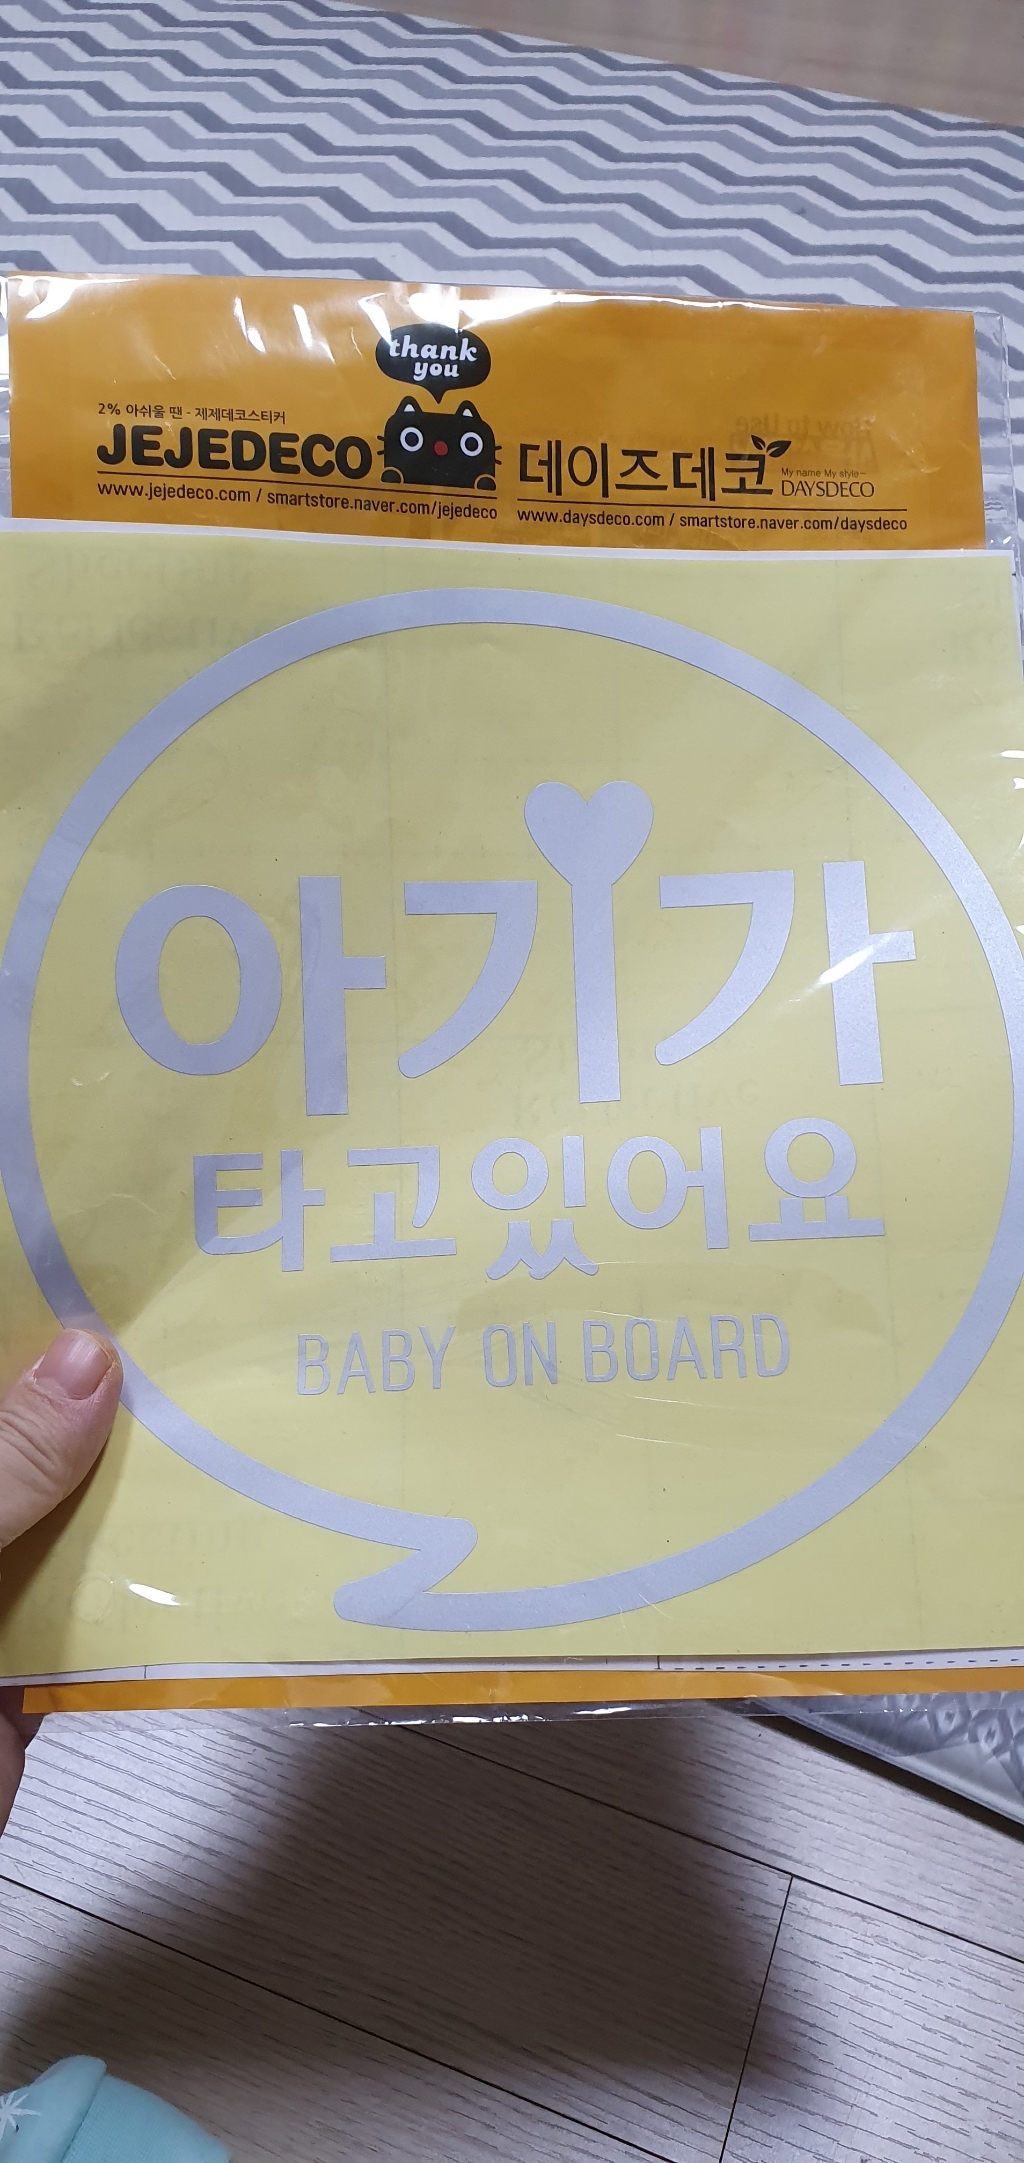 thank
you
2% 아쉬울 땐 - 제제데코스티커
JEJEDECO
www.jejedeco.com / smartstore.naver.com/jejedeco
데이즈데코
My name My style~
DAYSDECO
www.daysdeco.com / smartstore.naver.com/daysdeco
아기가
타고있어요
BABY ON BOARD